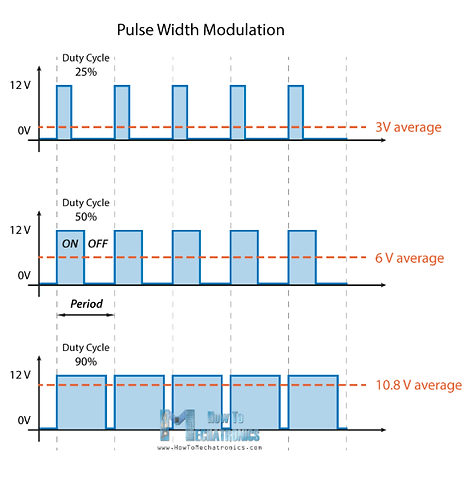 Pulse Width Modulation
Duty Cycle
25%
12 V
0V
3V average
Duty Cycle
50%
12 V
ON OFF
6 V average
0V
Period
Duty Cycle
90%
12 V
10.8 V average
0V
How To
Mechatronics
www.HowToMechatronics.com